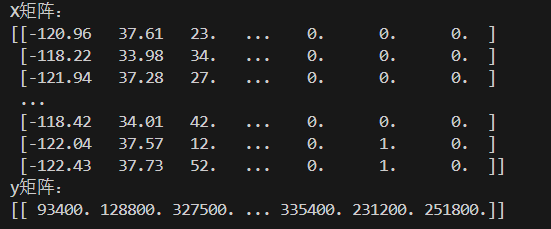 X矩阵:
[[-120.96   37.61   23.   ...    0.      0.      0.  ]
 [-118.22   33.98   34.   ...    0.      0.      0.  ]
 [-121.94   37.28   27.   ...    0.      0.      0.  ]
 ...
 [-118.42   34.01   42.   ...    0.      0.      0.  ]
 [-122.04   37.57   12.   ...    0.      1.      0.  ]
 [-122.43   37.73   52.   ...    0.      1.      0.  ]]
y矩阵:
[[ 93400. 128800. 327500. ... 335400. 231200. 251800.]]